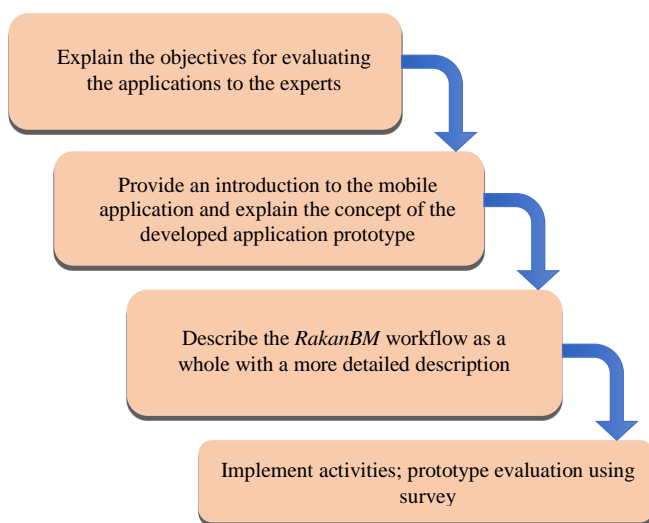 Explain the objectives for evaluating
the applications to the experts
Provide an introduction to the mobile
application and explain the concept of the
developed application prototype
Describe the RakanBM workflow as a
whole with a more detailed description
Implement activities; prototype evaluation using
survey